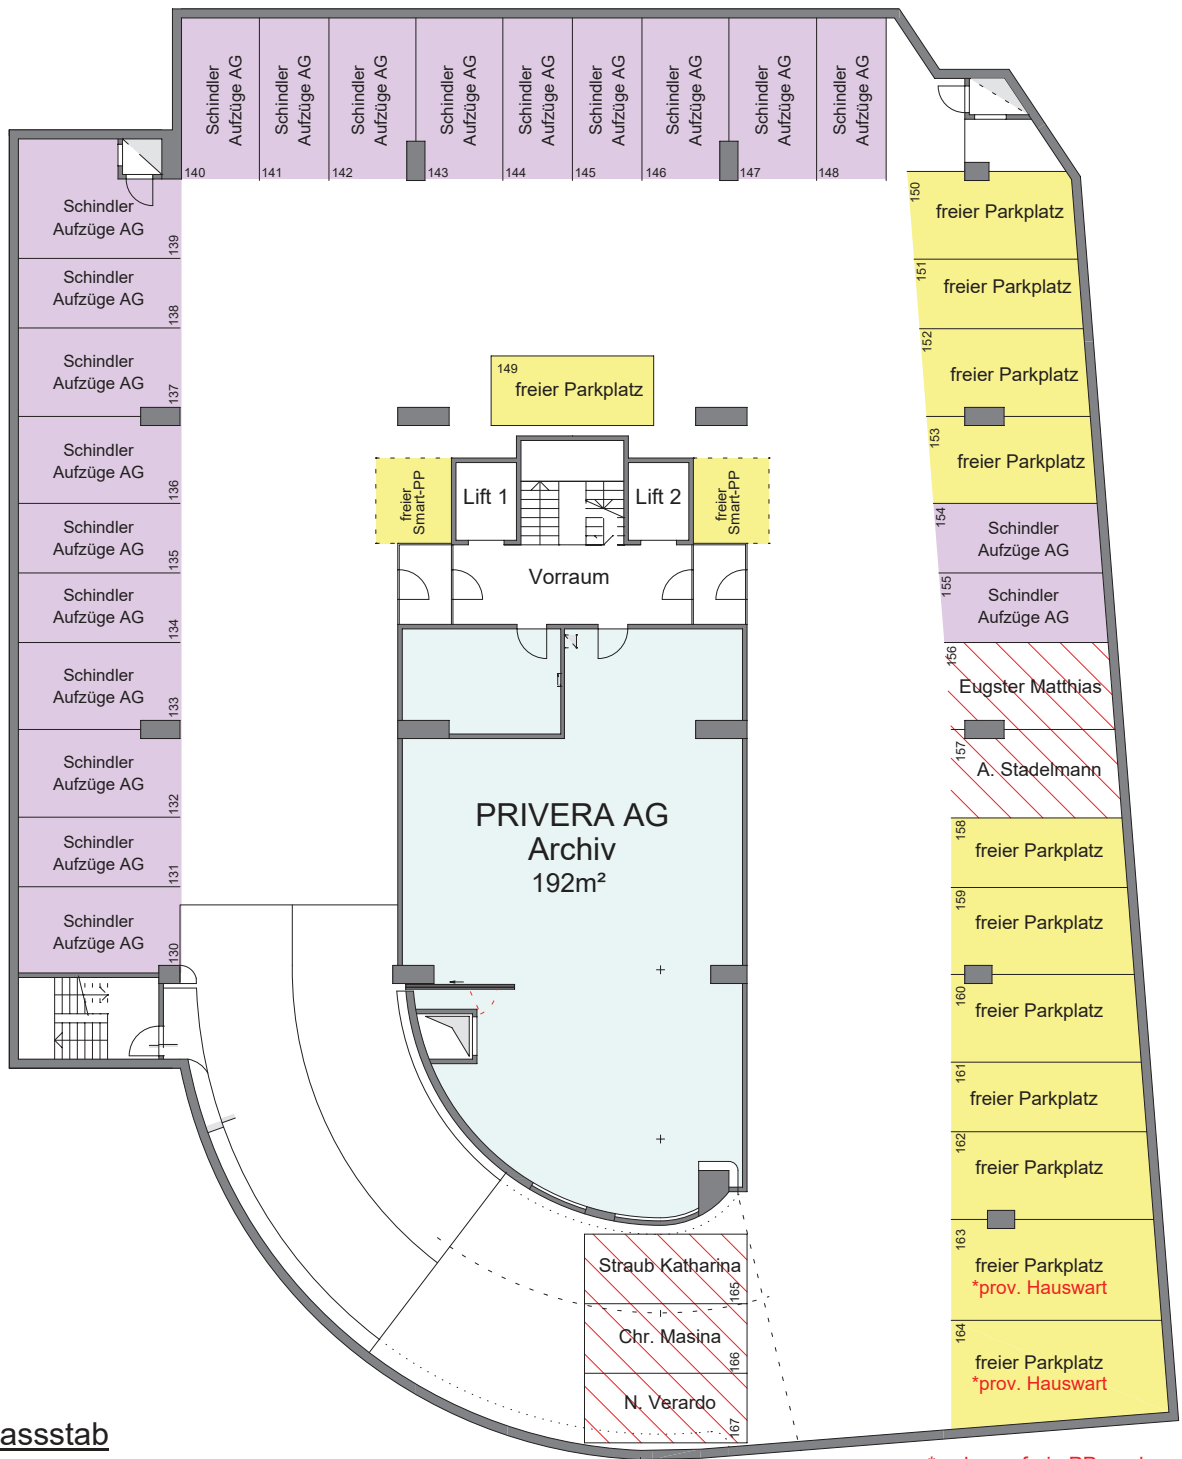 Schindler
Aufzüge AG
140
Schindler
Aufzüge AG
141
Schindler
Aufzüge AG
142
Schindler
Aufzüge AG
143
Schindler
Aufzüge AG
144
Schindler
Aufzüge AG
145
Schindler
Aufzüge AG
146
Schindler
Aufzüge AG
147
Schindler
Aufzüge AG
148
Schindler
Aufzüge AG
139
Schindler
Aufzüge AG
138
Schindler
Aufzüge AG
137
Schindler
Aufzüge AG
136
Schindler
Aufzüge AG
135
Schindler
Aufzüge AG
134
Schindler
Aufzüge AG
133
Schindler
Aufzüge AG
132
Schindler
Aufzüge AG
131
Schindler
Aufzüge AG
130
149
freier Parkplatz
freier
Smart-PP
Lift 1
Lift 2
freier
Smart-PP
Vorraum
PRIVERA AG
Archiv
192m²
150
freier Parkplatz
151
freier Parkplatz
152
freier Parkplatz
153
freier Parkplatz
154
Schindler
Aufzüge AG
155
Schindler
Aufzüge AG
156
Eugster Matthias
157
A. Stadelmann
158
freier Parkplatz
159
freier Parkplatz
160
freier Parkplatz
161
freier Parkplatz
162
freier Parkplatz
163
freier Parkplatz
*prov. Hauswart
164
freier Parkplatz
*prov. Hauswart
Straub Katharina
165
Chr. Masina
166
N. Verardo
167
assstab